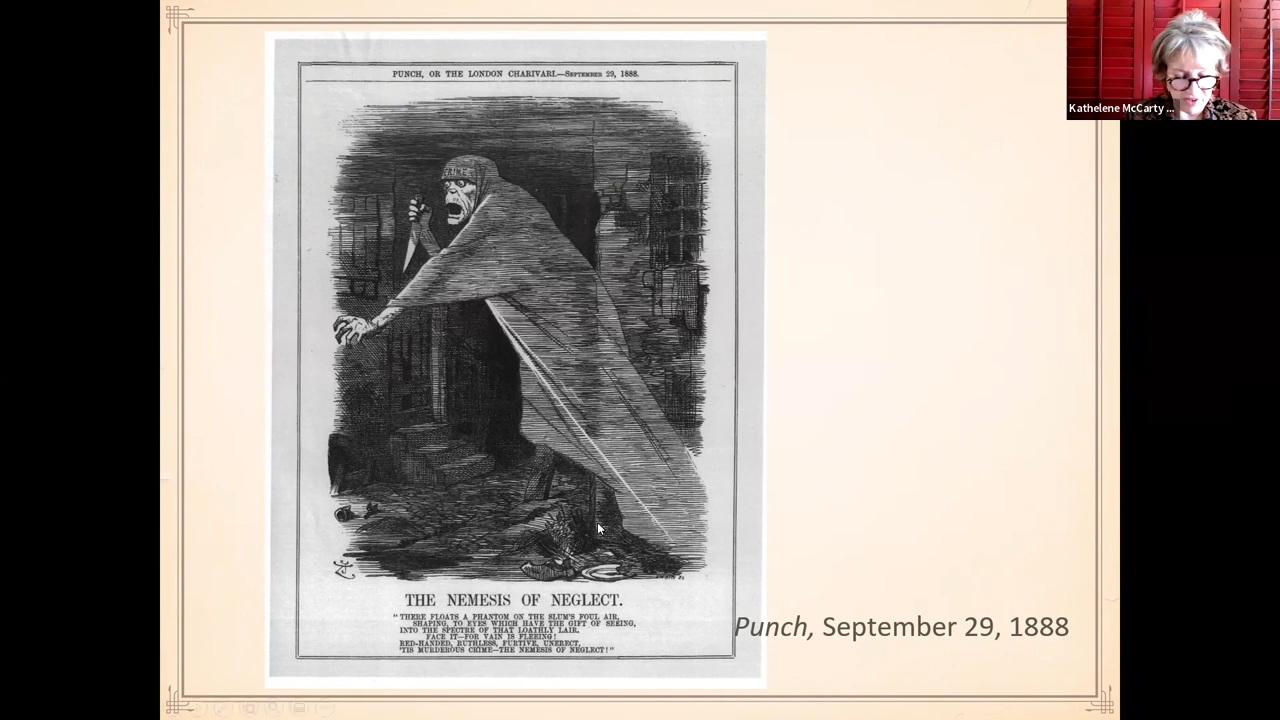 PUNCH, OR THE LONDON CHARIVARI.—SEPTEMBER 29, 1888.
CRIME
THE NEMESIS OF NEGLECT.
"THERE FLOATS A PHANTOM ON THE SLUM'S FOUL AIR,
SHAPING, TO EYES WHICH HAVE THE GIFT OF SEEING,
INTO THE SPECTRE OF THAT LOATHLY LAIR.
FACE IT—FOR VAIN IS FLEEING!
RED-HANDED, RUTHLESS, FURTIVE, UNERECT,
'TIS MURDEROUS CRIME—THE NEMESIS OF NEGLECT!"
Punch, September 29, 1888
Kathelene McCarty ...